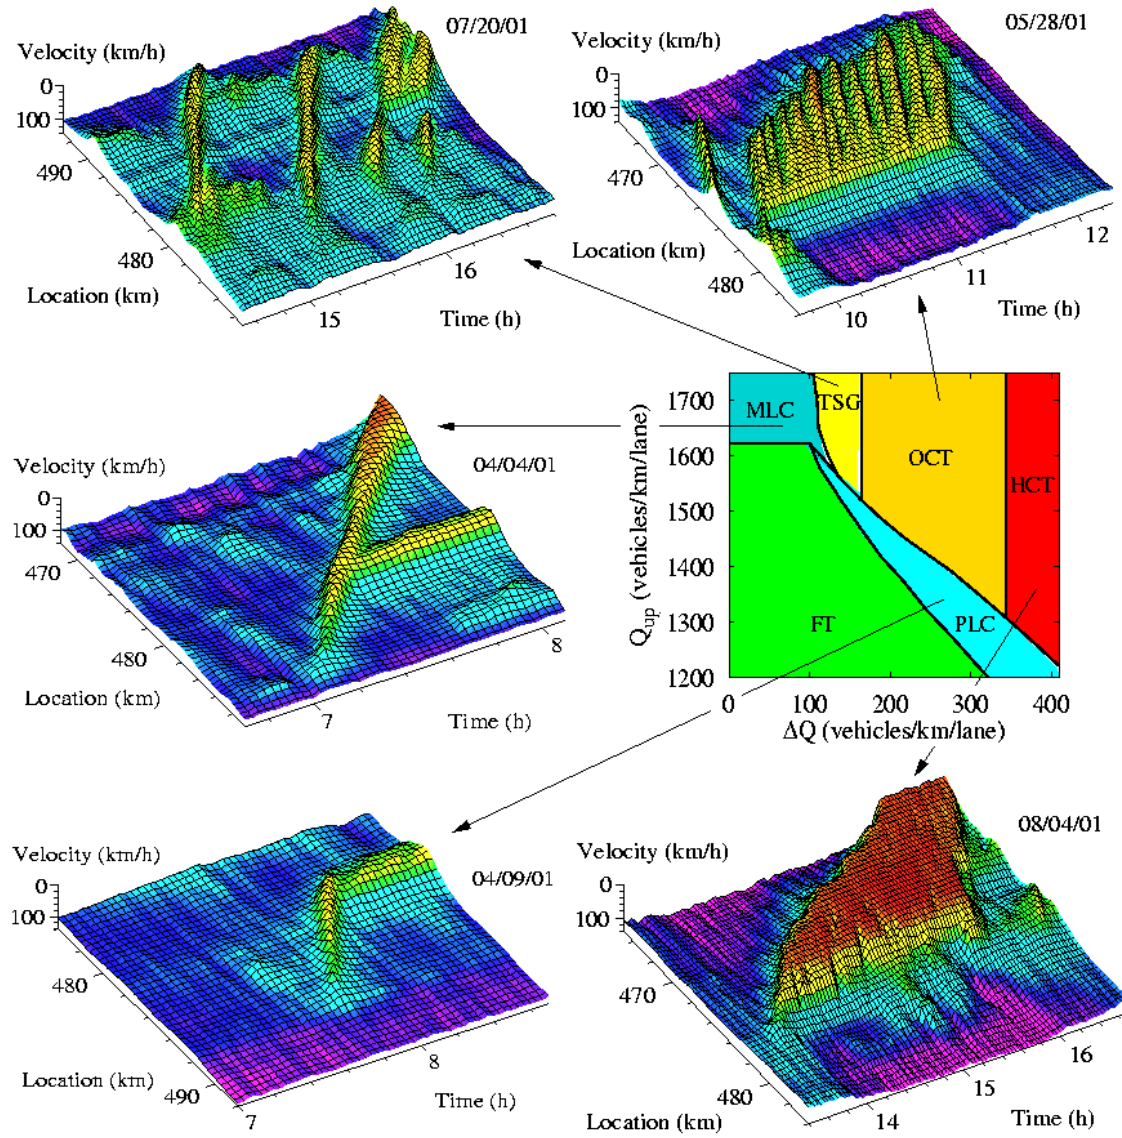 07/20/01
Velocity (km/h)
0
100
490
480
Location (km)
15
16
Time (h)
05/28/01
Velocity (km/h)
0
100
470
480
Location (km)
10
11
12
Time (h)
04/04/01
Velocity (km/h)
0
100
470
480
Location (km)
7
8
Time (h)
1700
1600
1500
1400
1300
1200
Qup (vehicles/km/lane)
MLC
TSG
OCT
HCT
FT
PLC
0
100
200
300
400
ΔQ (vehicles/km/lane)
04/09/01
Velocity (km/h)
0
100
480
490
Location (km)
7
8
Time (h)
08/04/01
Velocity (km/h)
0
100
470
480
Location (km)
14
15
16
Time (h)